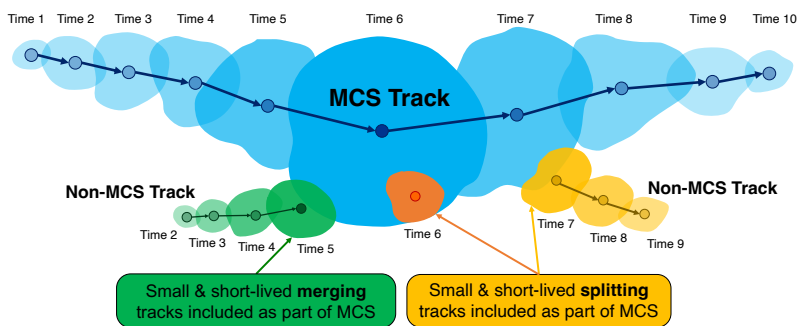 Time 1
Time 2
Time 3
Time 4
Time 5
Time 6
Time 7
Time 8
Time 9
Time 10
MCS Track
Non-MCS Track
Non-MCS Track
Time 2
Time 3
Time 4
Time 5
Time 6
Time 7
Time 8
Time 9
Small & short-lived merging
tracks included as part of MCS
Small & short-lived splitting
tracks included as part of MCS